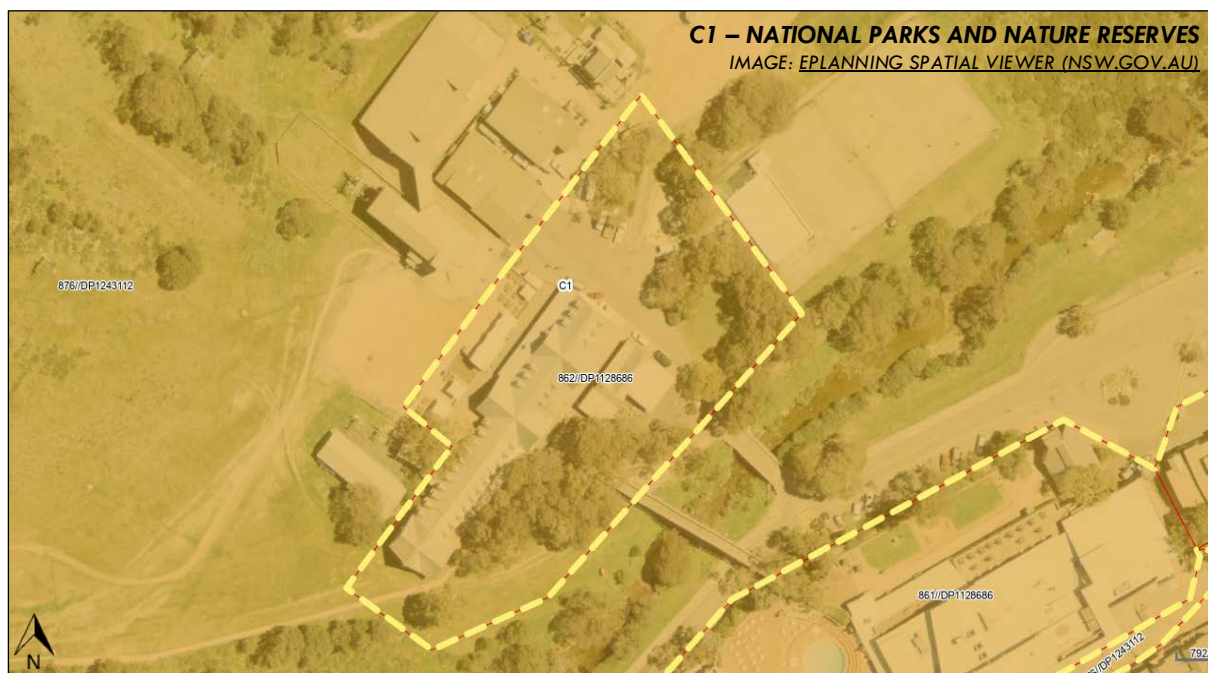 C1 – NATIONAL PARKS AND NATURE RESERVES
IMAGE: EPLANNING SPATIAL VIEWER (NSW.GOV.AU)
876//DP1243112
C1
862//DP1128686
861//DP1128686
//DP1243112
792
N